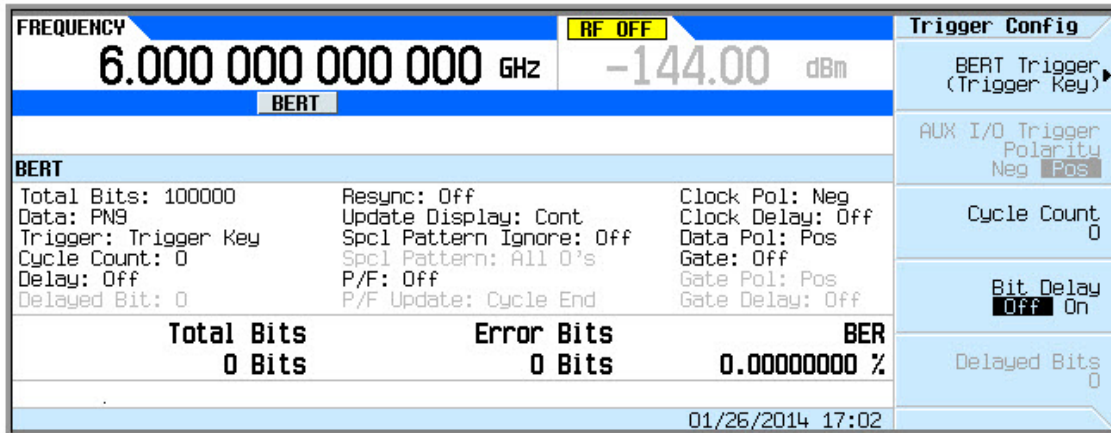 FREQUENCY
RF OFF
6.000 000 000 000 GHz
-144.00 dBm
BERT
BERT
Total Bits: 100000
Resync: Off
Clock Pol: Neg
Data: PN9
Update Display: Cont
Clock Delay: Off
Trigger: Trigger Key
Spcl Pattern Ignore: Off
Data Pol: Pos
Cycle Count: 0
Spcl Pattern: All 0's
Gate: Off
Delay: Off
P/F: Off
Gate Pol: Pos
Delayed Bit: 0
P/F Update: Cycle End
Gate Delay: Off
Total Bits
Error Bits
BER
0 Bits
0 Bits
0.00000000 %
01/26/2014 17:02
Trigger Config
BERT Trigger
(Trigger Key)
AUX I/O Trigger
Polarity
Neg Pos
Cycle Count
0
Bit Delay
Off On
Delayed Bits
0